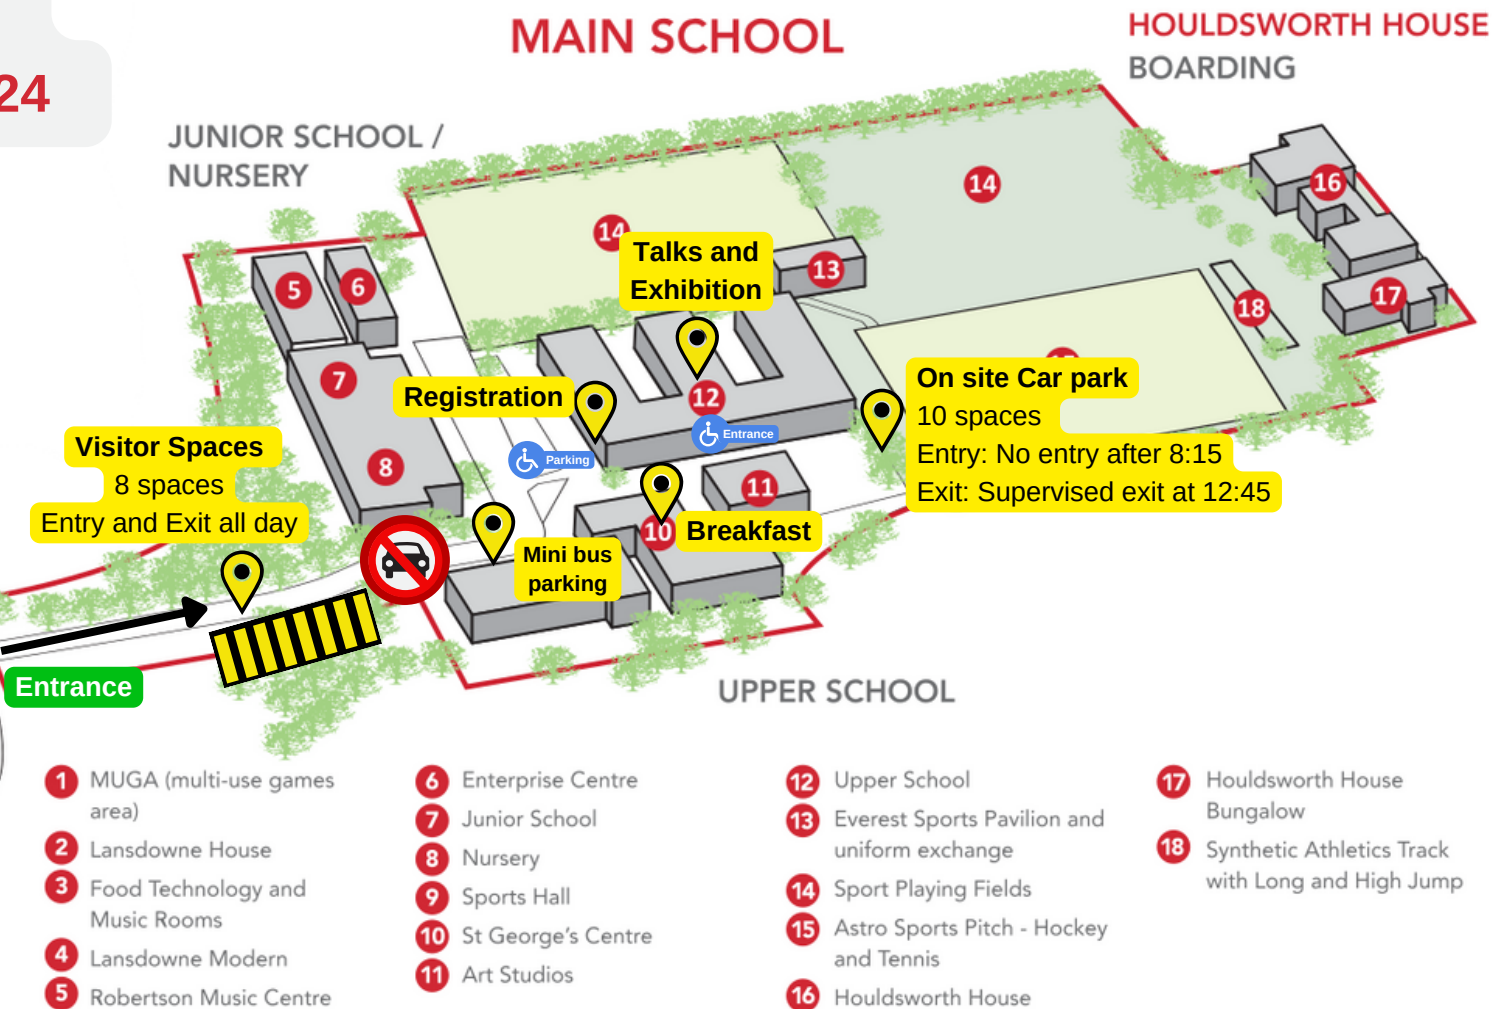 24
MAIN SCHOOL
HOULDSWORTH HOUSE
BOARDING
JUNIOR SCHOOL /
NURSERY
14
14
16
Talks and
Exhibition
13
5
6
17
18
7
Registration
12
On site Car park
10 spaces
Entry: No entry after 8:15
Exit: Supervised exit at 12:45
Entrance
Parking
Visitor Spaces
8 spaces
Entry and Exit all day
8
11
10
Breakfast
Mini bus
parking
Entrance
UPPER SCHOOL
1 MUGA (multi-use games
area)
2 Lansdowne House
3 Food Technology and
Music Rooms
4 Lansdowne Modern
5 Robertson Music Centre
6 Enterprise Centre
7 Junior School
8 Nursery
9 Sports Hall
10 St George's Centre
11 Art Studios
12 Upper School
13 Everest Sports Pavilion and
uniform exchange
14 Sport Playing Fields
15 Astro Sports Pitch - Hockey
and Tennis
16 Houldsworth House
17 Houldsworth House
Bungalow
18 Synthetic Athletics Track
with Long and High Jump